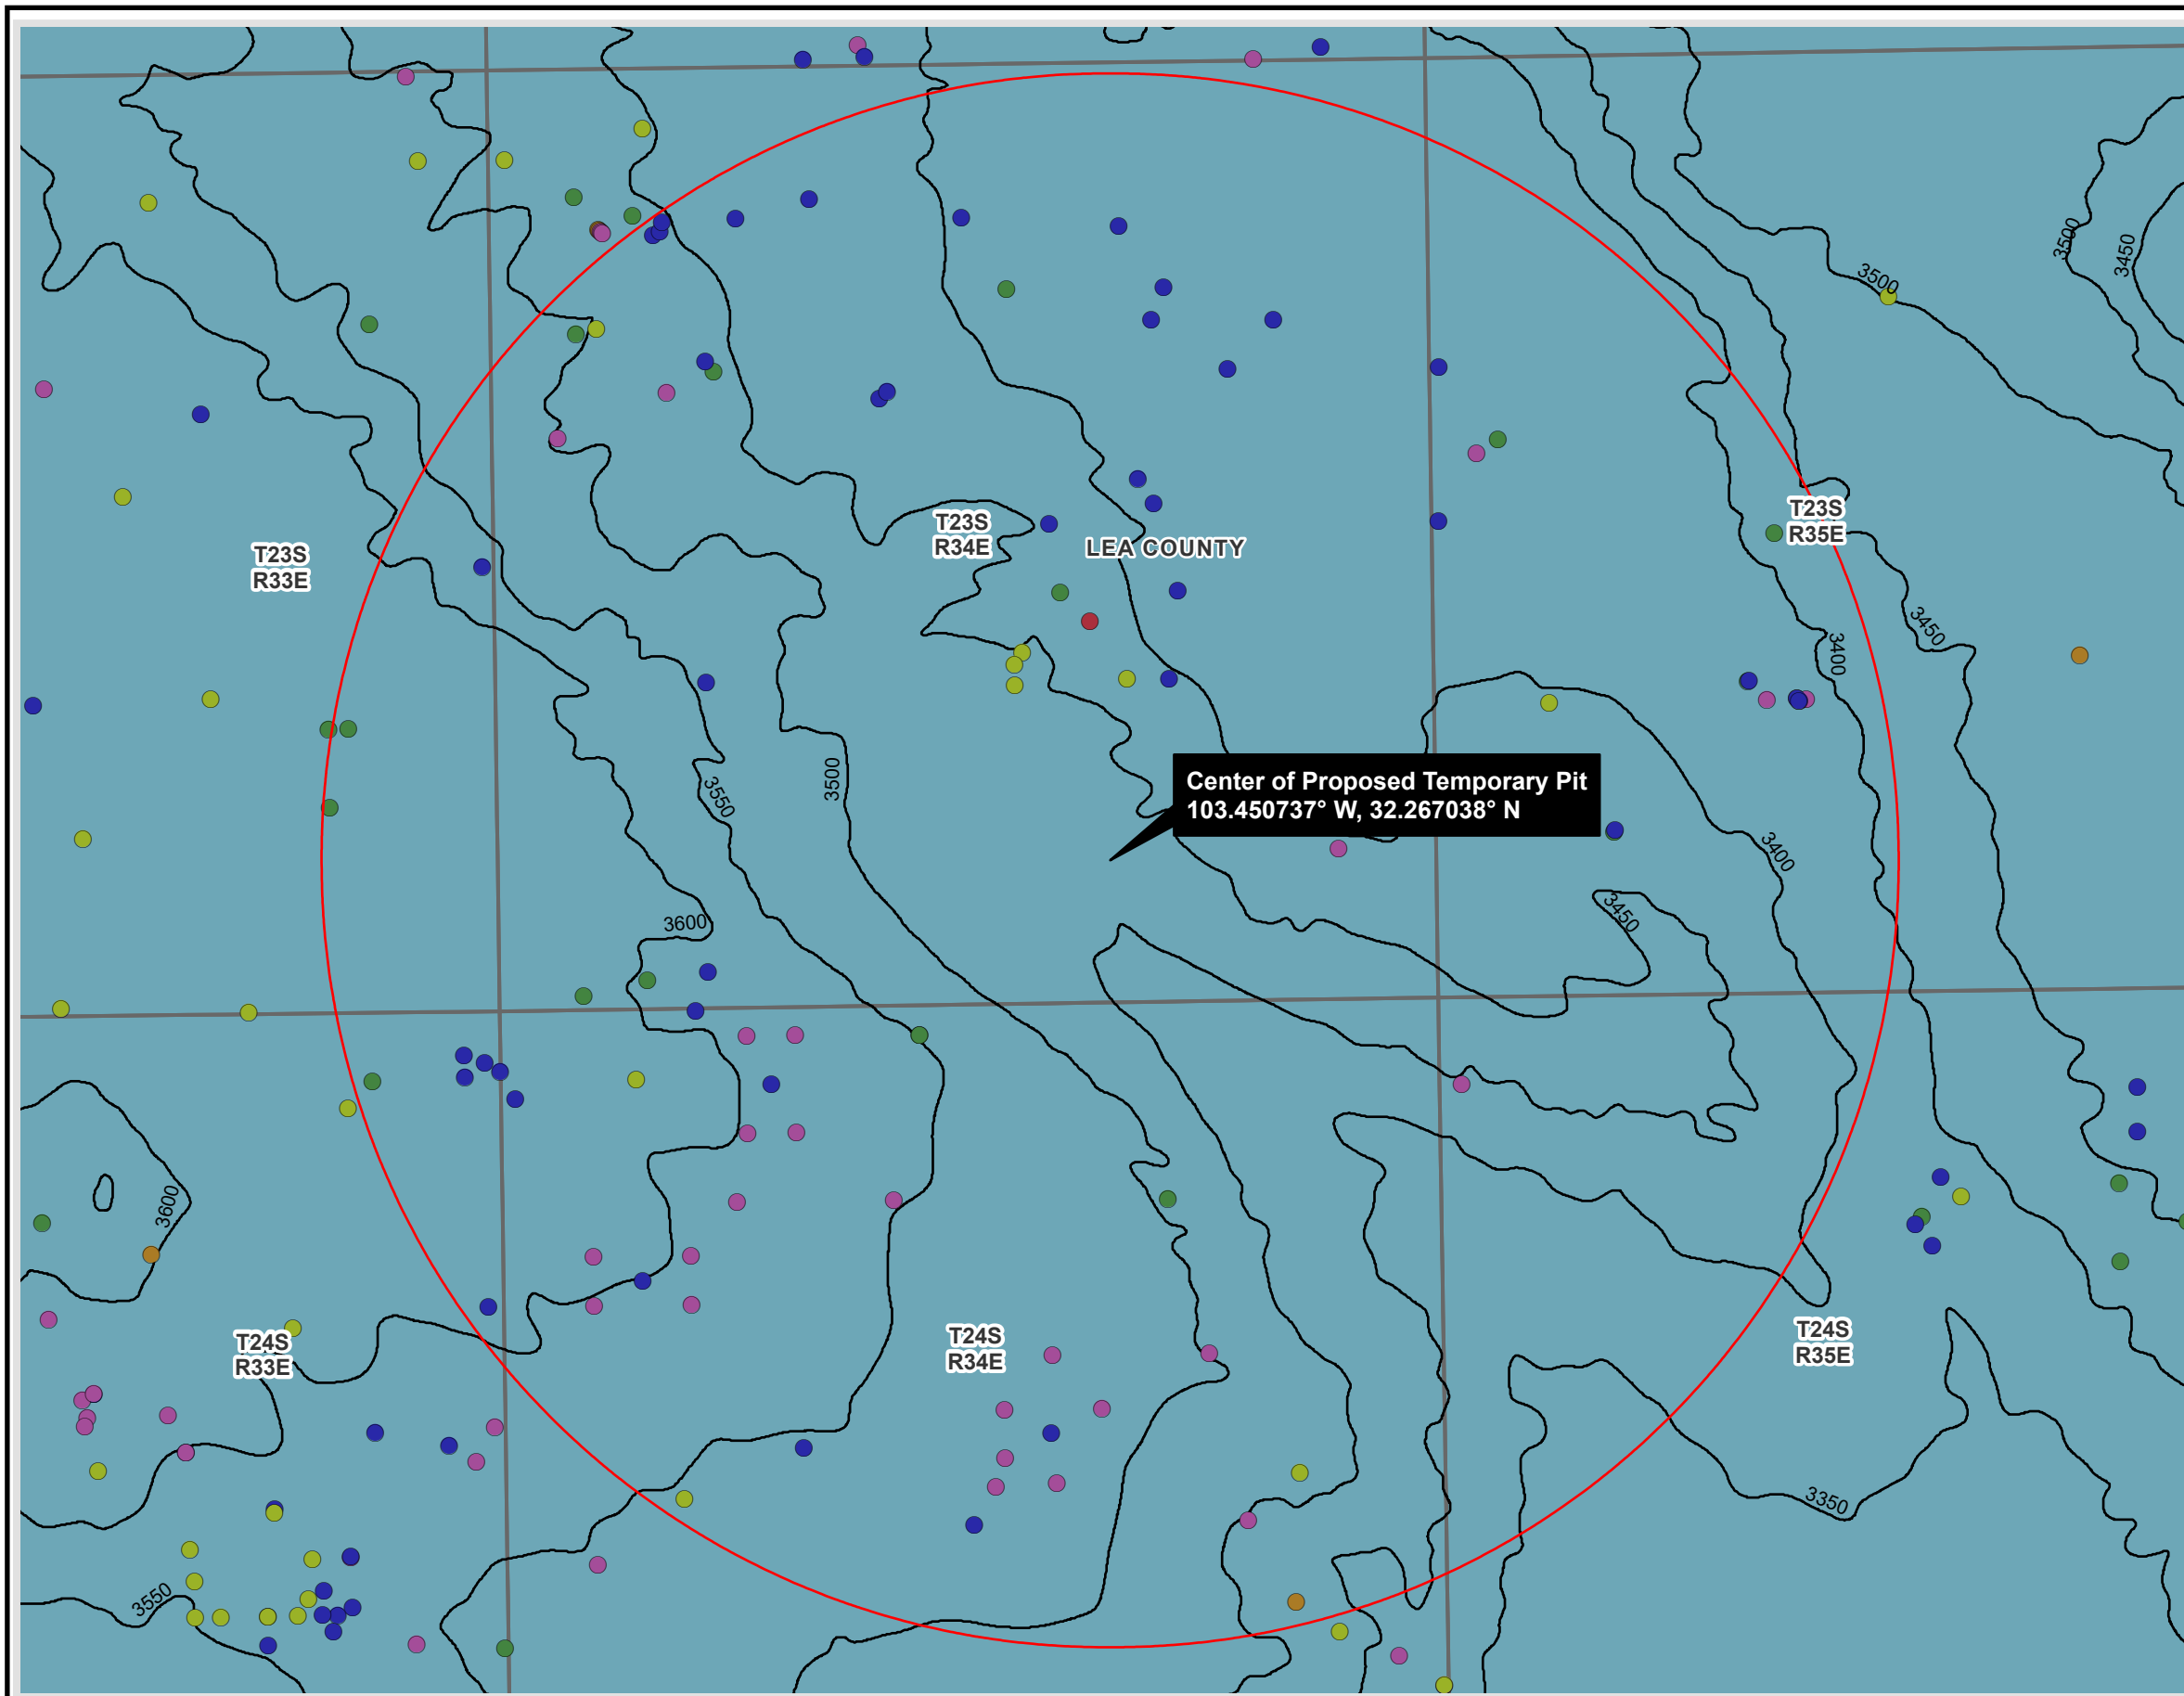 3500
3450
3500
T23S
R35E
T23S
R34E
LEA COUNTY
T23S
R33E
3450
3400
3550
3500
Center of Proposed Temporary Pit
103.450737° W, 32.267038° N
3400
3450
3600
3600
T24S
R33E
T24S
R34E
T24S
R35E
3350
3550